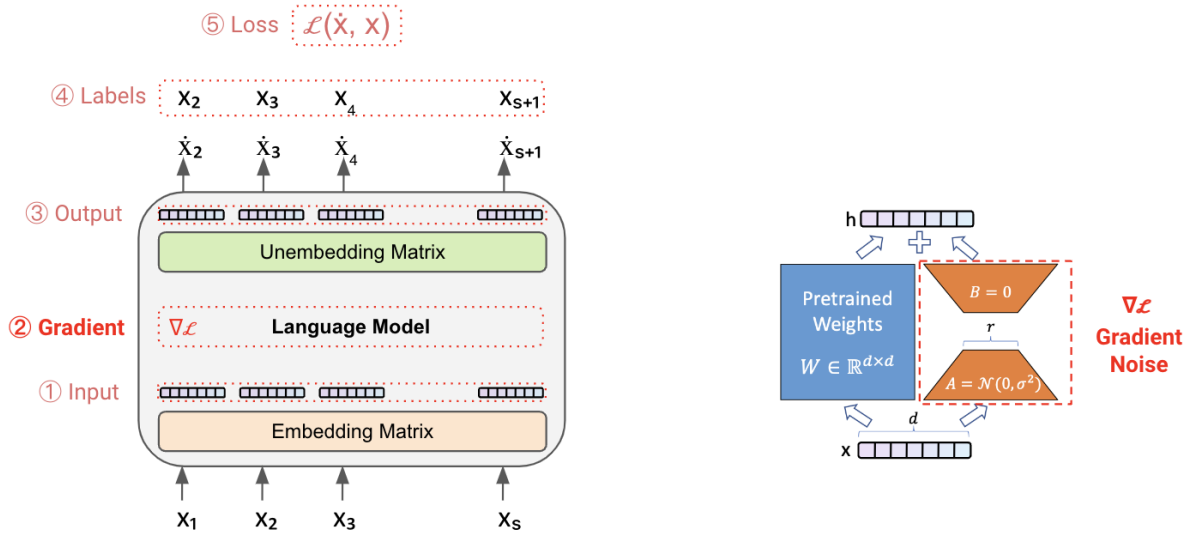 ⑤ Loss ℒ(ẋ, x)
④ Labels x₂ x₃ x₄ xₛ₊₁
ẋ₂ ẋ₃ ẋ₄ ẋₛ₊₁
③ Output
Unembedding Matrix
② Gradient ∇ℒ Language Model
① Input
Embedding Matrix
x₁ x₂ x₃ xₛ
h
Pretrained
Weights
W ∈ ℝᵈˣᵈ
B = 0
r
A = 𝒩(0, σ²)
d
x
∇ℒ
Gradient
Noise